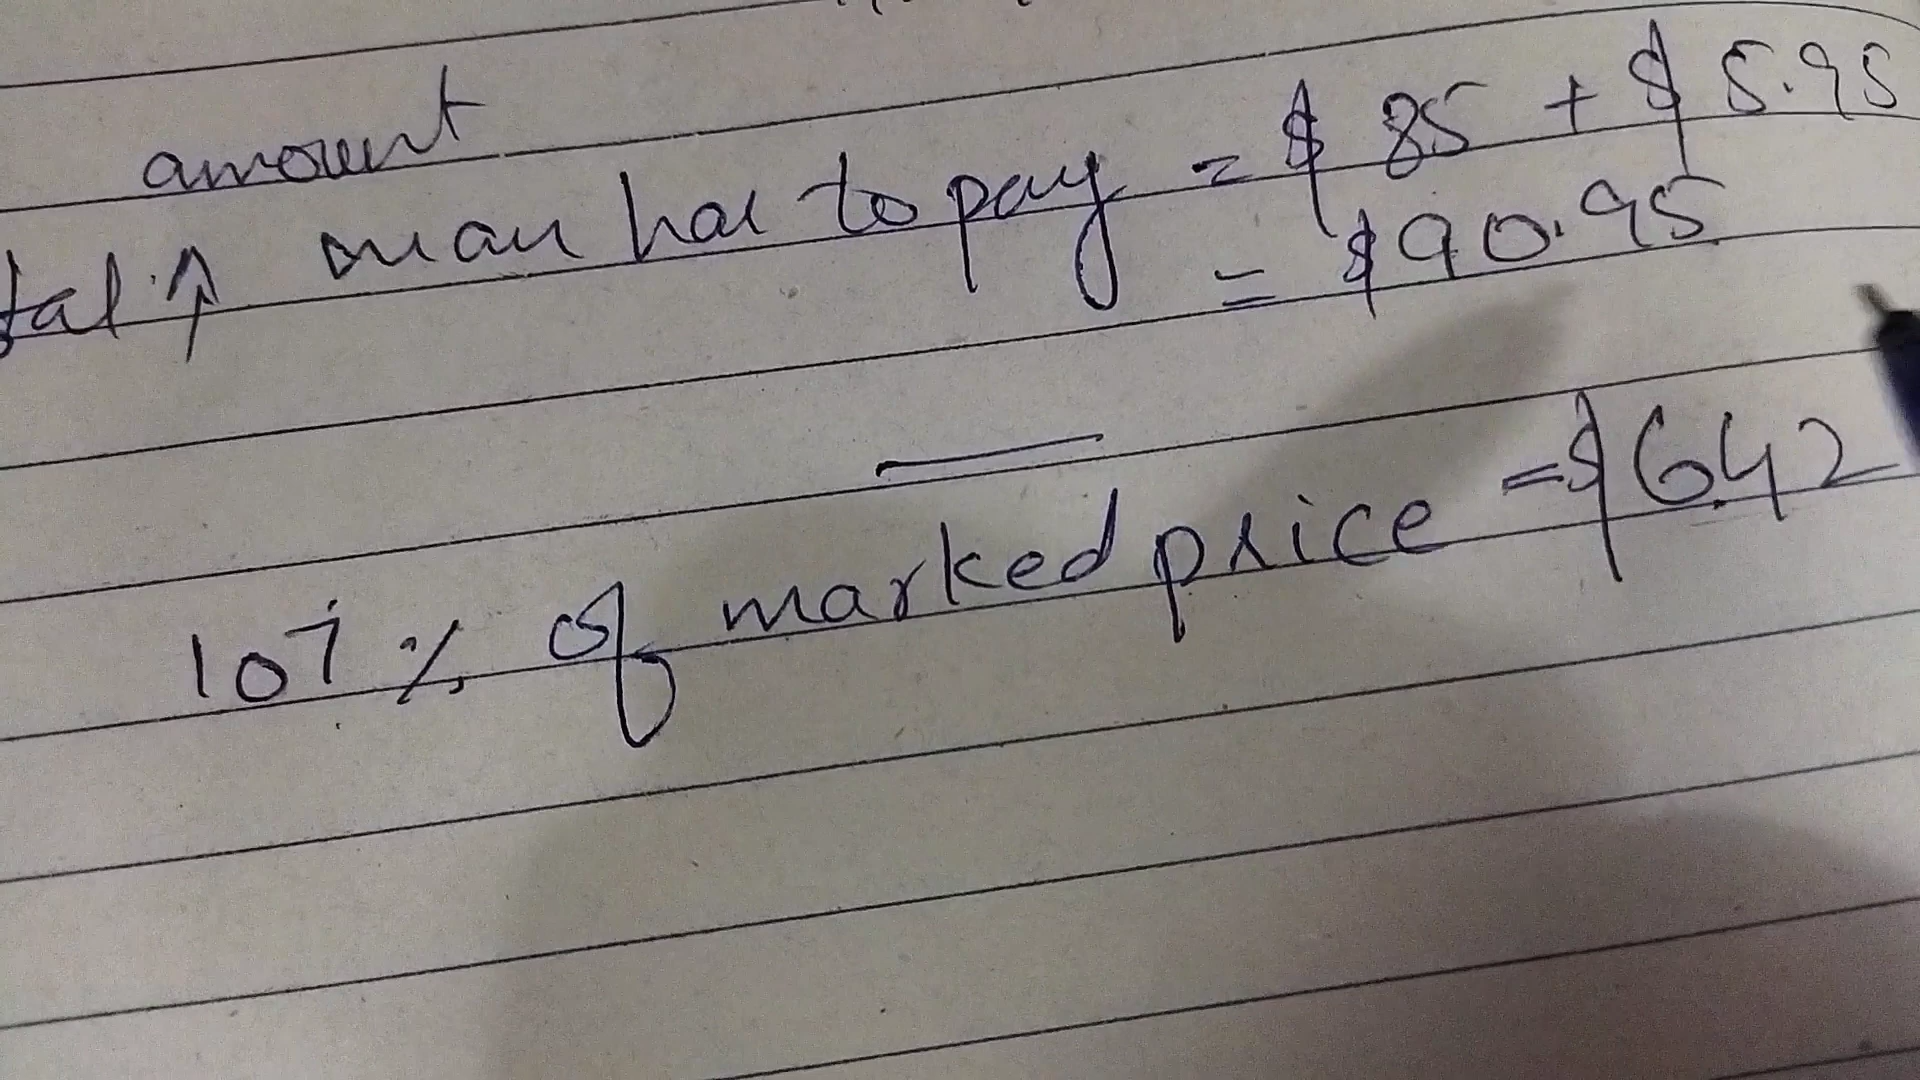 amount
tal ↑ man has to pay = $ 85 + $ 5.95
= $90.95
107 % of marked price = $642